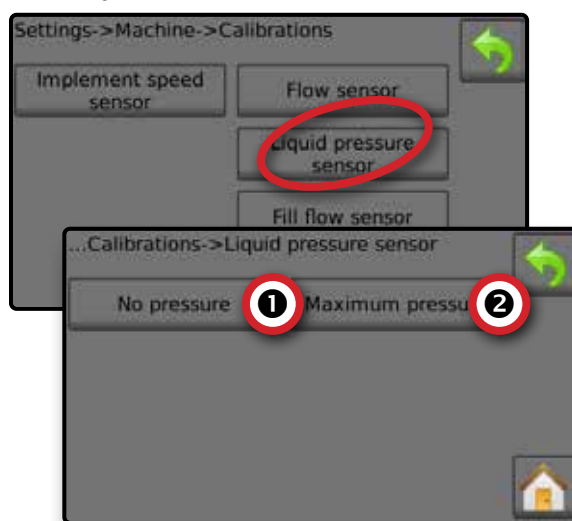 Settings->Machine->Calibrations
Implement speed
sensor
Flow sensor
Liquid pressure
sensor
Fill flow sensor
...Calibrations->Liquid pressure sensor
No pressure
1
Maximum pressu
2